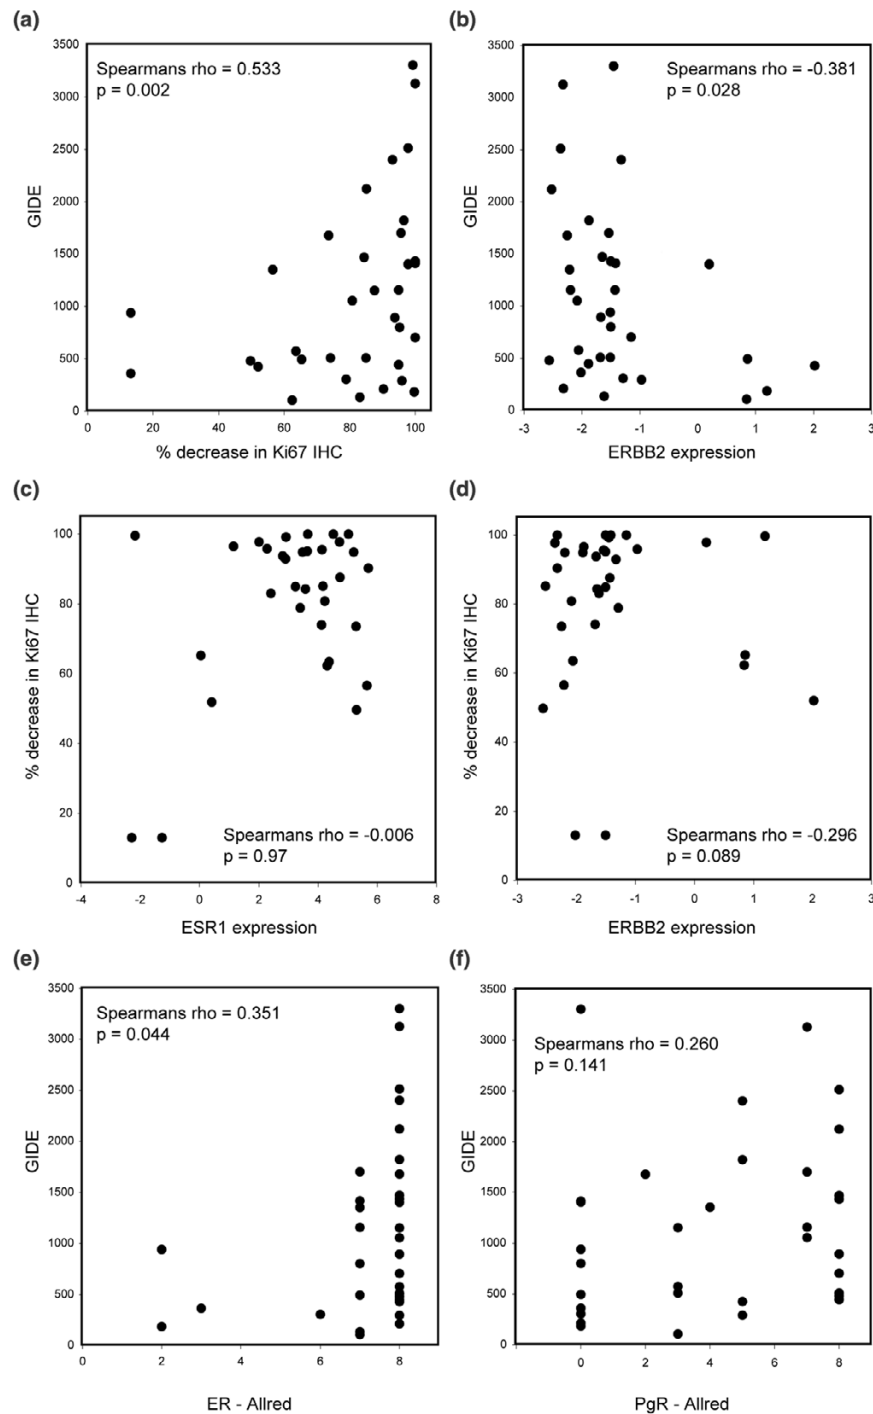 (a)
Spearmans rho = 0.533
p = 0.002
GIDE
3500
3000
2500
2000
1500
1000
500
0
0 20 40 60 80 100
% decrease in Ki67 IHC
(b)
Spearmans rho = -0.381
p = 0.028
GIDE
3500
3000
2500
2000
1500
1000
500
0
-3 -2 -1 0 1 2 3
ERBB2 expression
(c)
Spearmans rho = -0.006
p = 0.97
% decrease in Ki67 IHC
100
80
60
40
20
0
-4 -2 0 2 4 6 8
ESR1 expression
(d)
Spearmans rho = -0.296
p = 0.089
% decrease in Ki67 IHC
100
80
60
40
20
0
-3 -2 -1 0 1 2 3
ERBB2 expression
(e)
Spearmans rho = 0.351
p = 0.044
GIDE
3500
3000
2500
2000
1500
1000
500
0
0 2 4 6 8
ER - Allred
(f)
Spearmans rho = 0.260
p = 0.141
GIDE
3500
3000
2500
2000
1500
1000
500
0
0 2 4 6 8
PgR - Allred